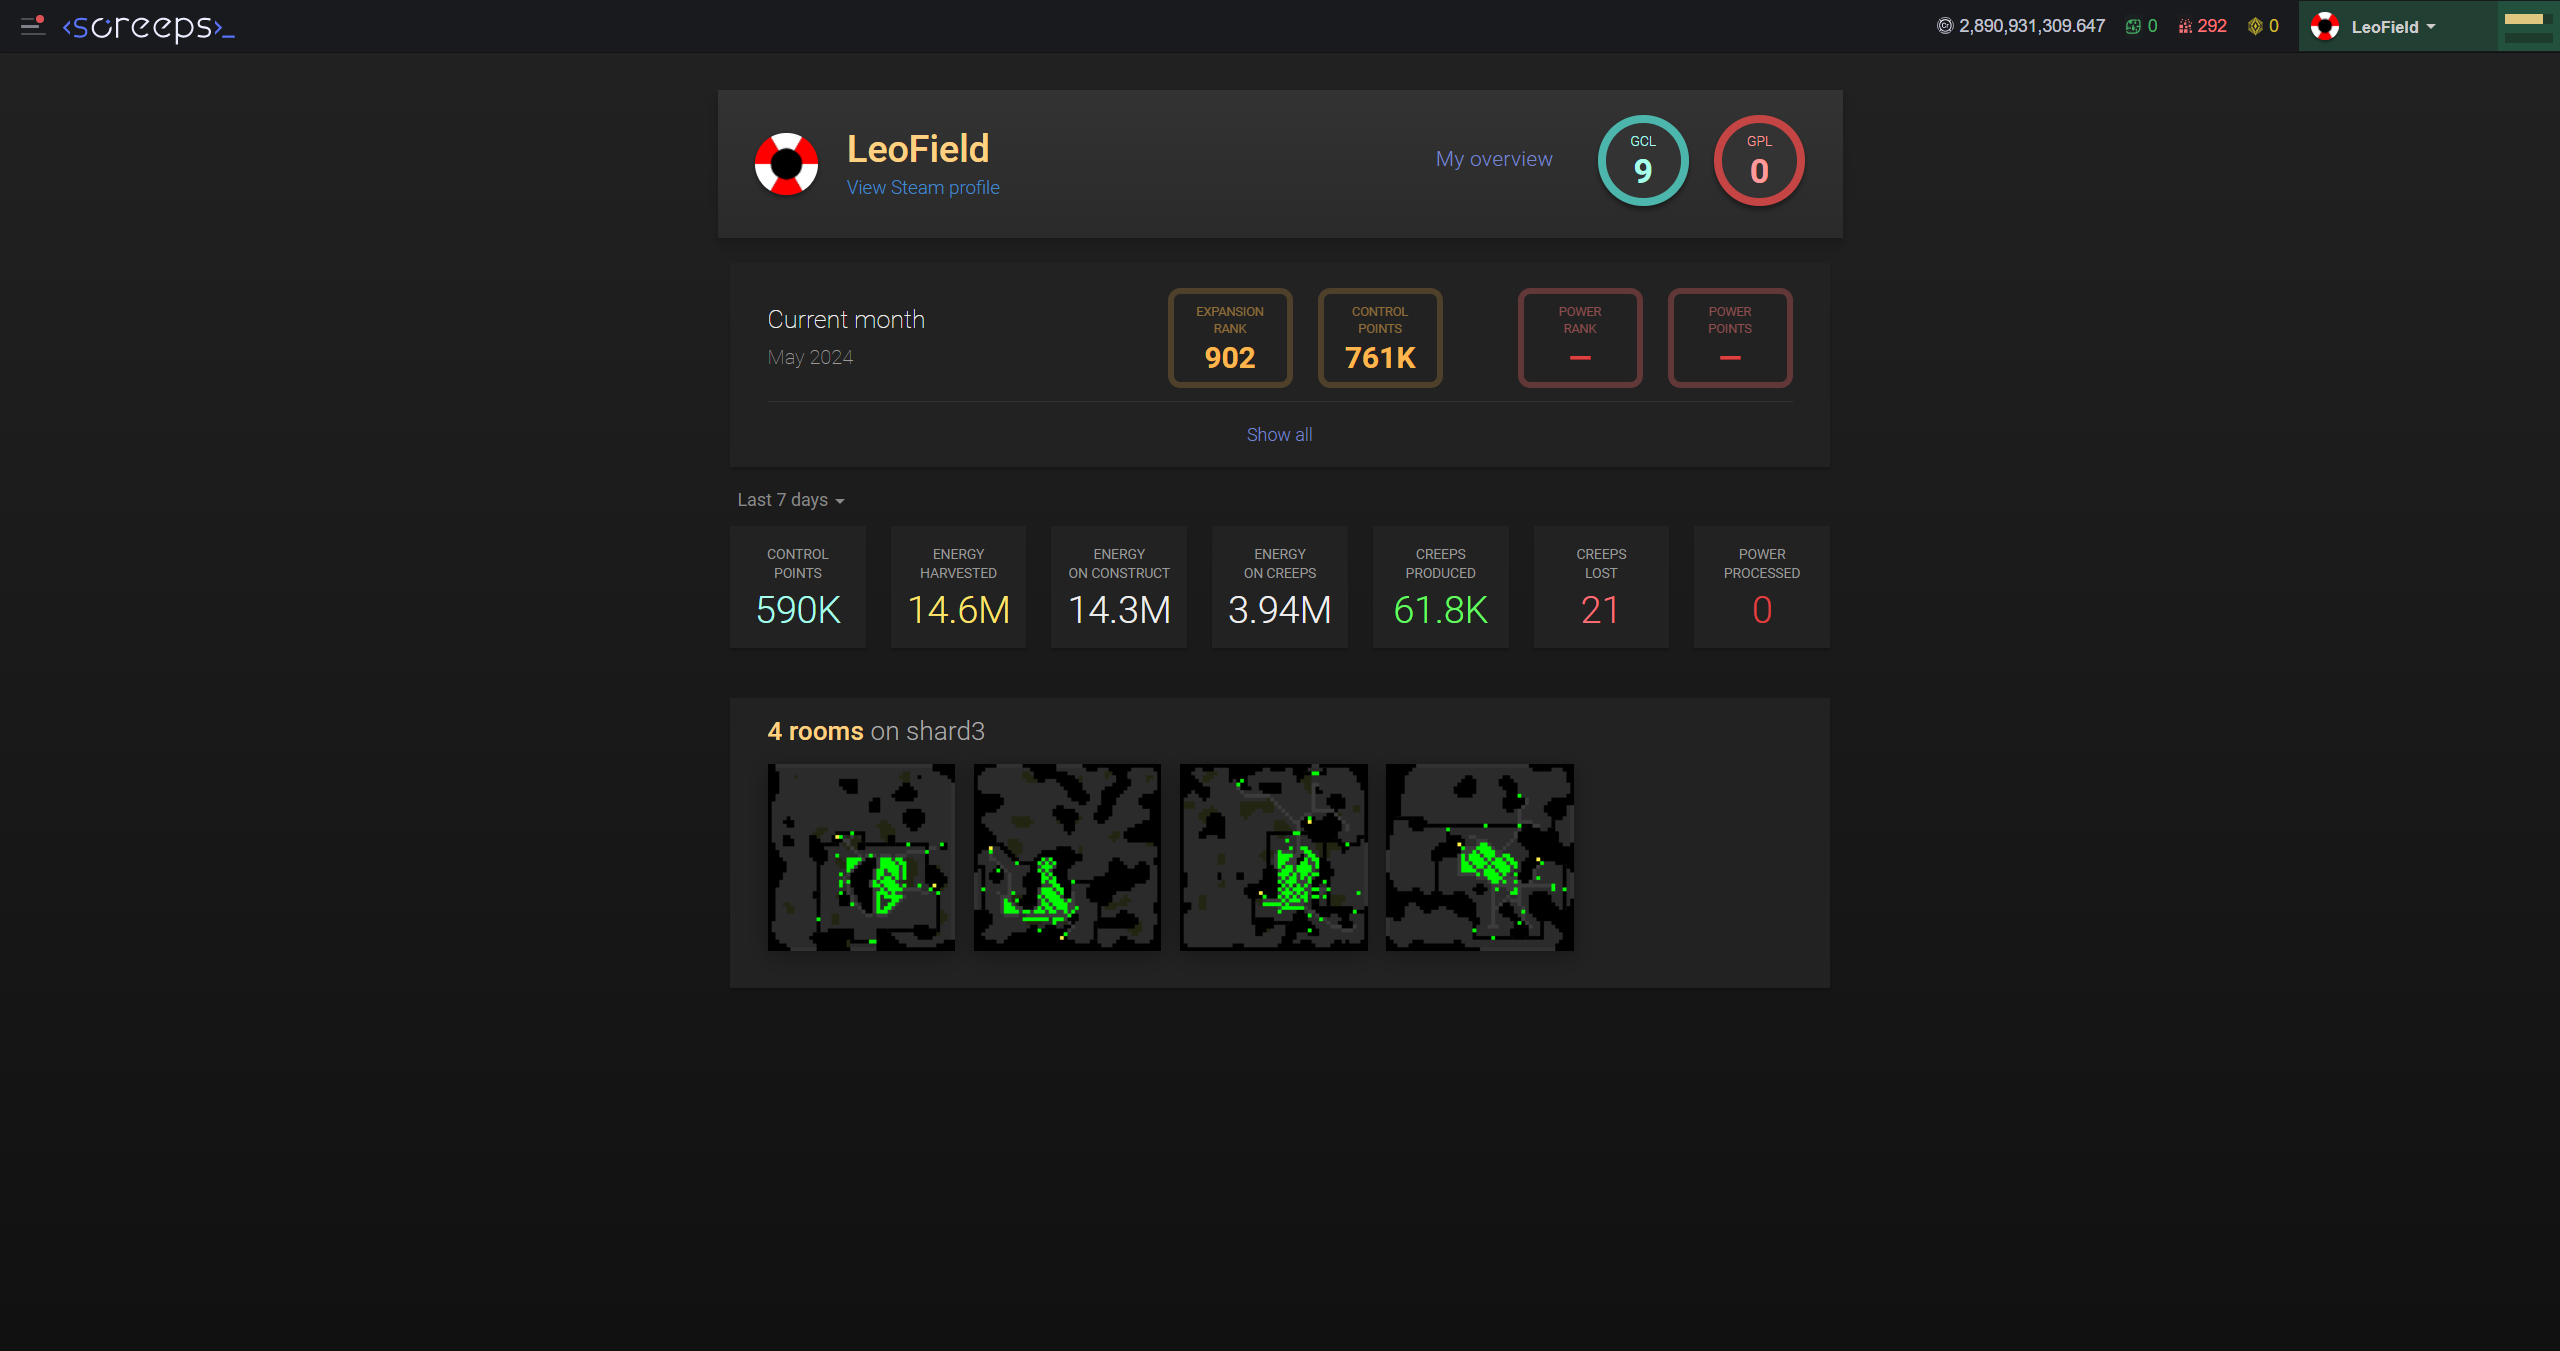 <screeps>_
2,890,931,309.647 0 292 0 LeoField
LeoField
View Steam profile
My overview
GCL
9
GPL
0
Current month
May 2024
EXPANSION
RANK
902
CONTROL
POINTS
761K
POWER
RANK
—
POWER
POINTS
—
Show all
Last 7 days
CONTROL
POINTS
590K
ENERGY
HARVESTED
14.6M
ENERGY
ON CONSTRUCT
14.3M
ENERGY
ON CREEPS
3.94M
CREEPS
PRODUCED
61.8K
CREEPS
LOST
21
POWER
PROCESSED
0
4 rooms on shard3